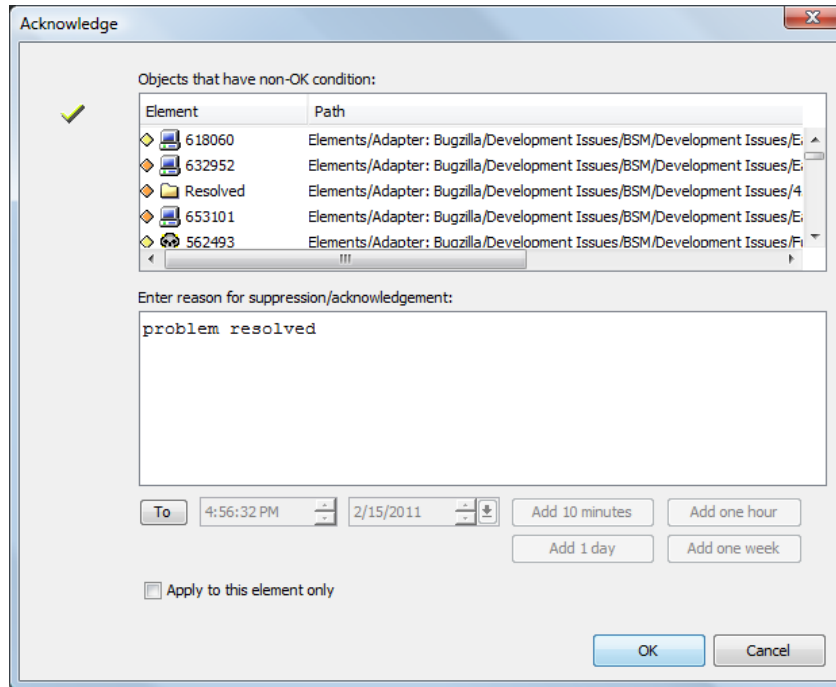 Acknowledge
Objects that have non-OK condition:
Element Path
618060 Elements/Adapter: Bugzilla/Development Issues/BSM/Development Issues/Ea
632952 Elements/Adapter: Bugzilla/Development Issues/BSM/Development Issues/Ea
Resolved Elements/Adapter: Bugzilla/Development Issues/BSM/Development Issues/4
653101 Elements/Adapter: Bugzilla/Development Issues/BSM/Development Issues/Ea
562493 Elements/Adapter: Bugzilla/Development Issues/BSM/Development Issues/Fu
Enter reason for suppression/acknowledgement:
problem resolved
To 4:56:32 PM 2/15/2011 Add 10 minutes Add one hour
Add 1 day Add one week
Apply to this element only
OK Cancel